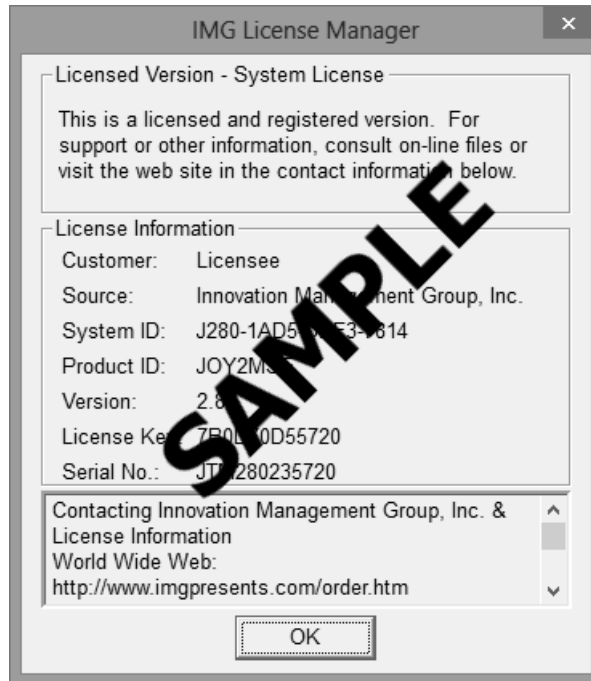 IMG License Manager
Licensed Version - System License
This is a licensed and registered version. For
support or other information, consult on-line files or
visit the web site in the contact information below.
License Information
Customer: Licensee
Source: Innovation Management Group, Inc.
System ID:
Product ID:
Version:
License Key:
Serial No.:
SAMPLE
Contacting Innovation Management Group, Inc. &
License Information
World Wide Web:
http://www.imgpresents.com/order.htm
OK